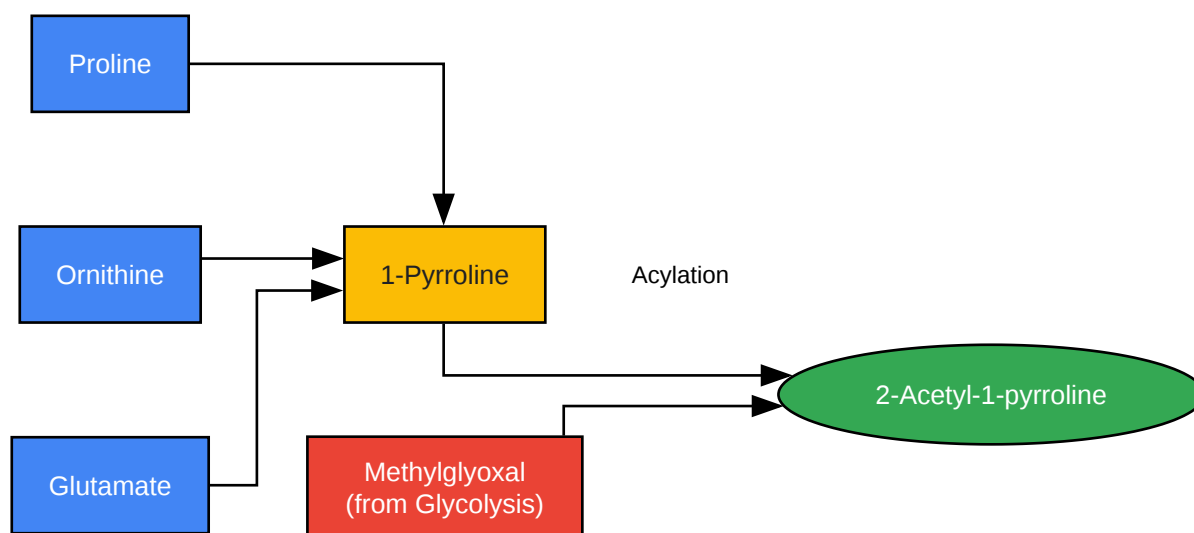 Proline
Ornithine
1-Pyrroline
Acylation
2-Acetyl-1-pyrroline
Glutamate
Methylglyoxal
(from Glycolysis)